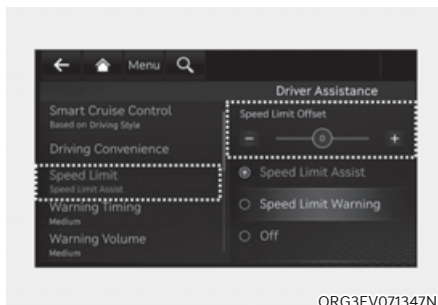 Menu
Driver Assistance
Smart Cruise Control
Based on Driving Style
Driving Convenience
Speed Limit
Speed Limit Assist
Warning Timing
Medium
Warning Volume
Medium
Speed Limit Offset
− 0 +
Speed Limit Assist
Speed Limit Warning
Off
ORG3EV071347N